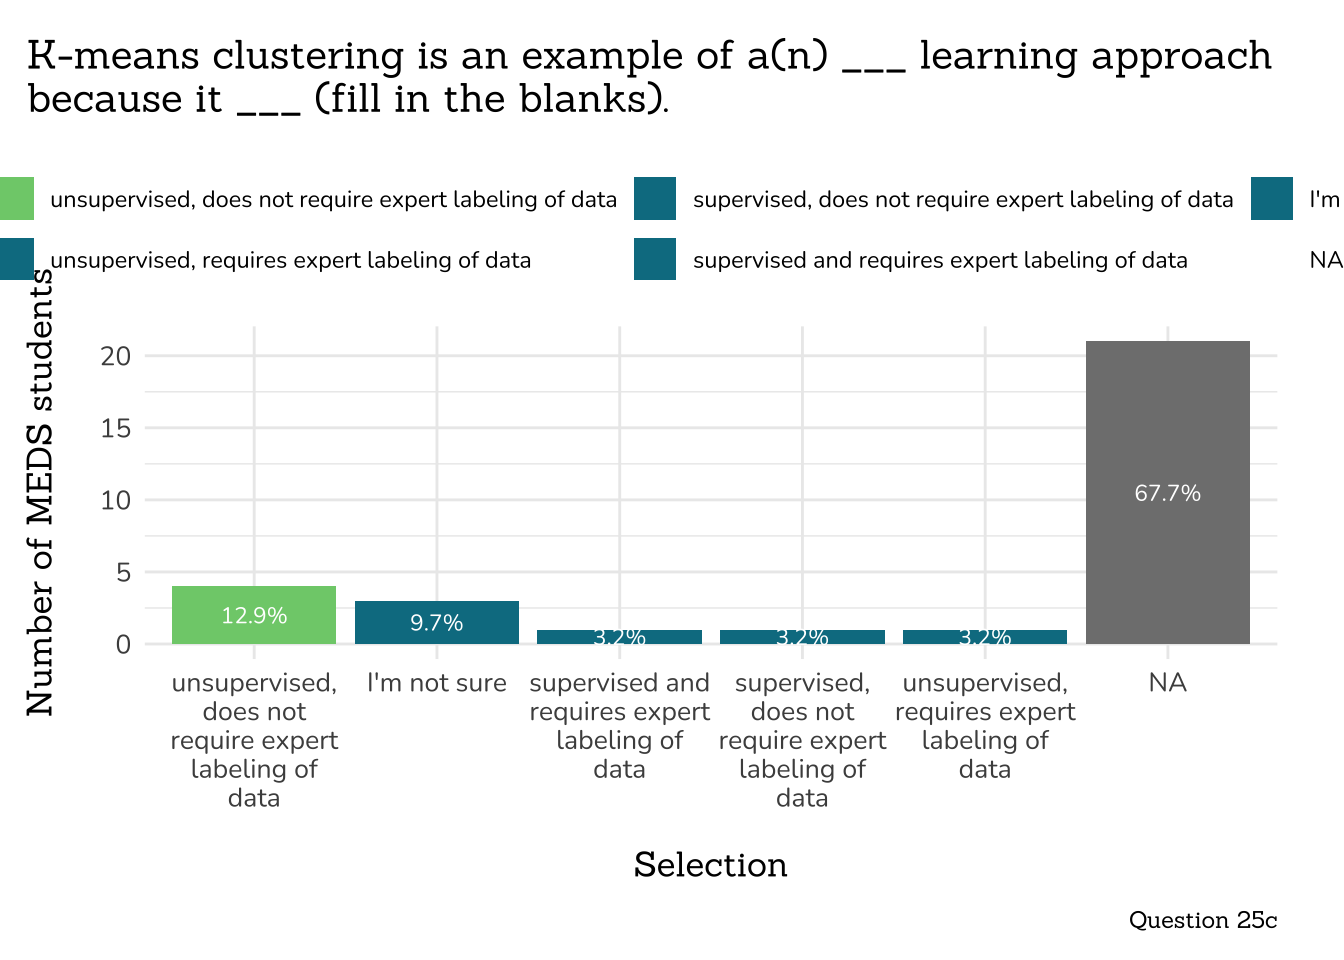 K-means clustering is an example of a(n) ___ learning approach
because it ___ (fill in the blanks).
unsupervised, does not require expert labeling of data
supervised, does not require expert labeling of data
I'm
unsupervised, requires expert labeling of data
supervised and requires expert labeling of data
NA
Number of MEDS students
20
15
10
5
0
12.9%
9.7%
3.2%
3.2%
3.2%
67.7%
unsupervised,
does not
require expert
labeling of
data
I'm not sure
supervised and
requires expert
labeling of
data
supervised,
does not
require expert
labeling of
data
unsupervised,
requires expert
labeling of
data
NA
Selection
Question 25c